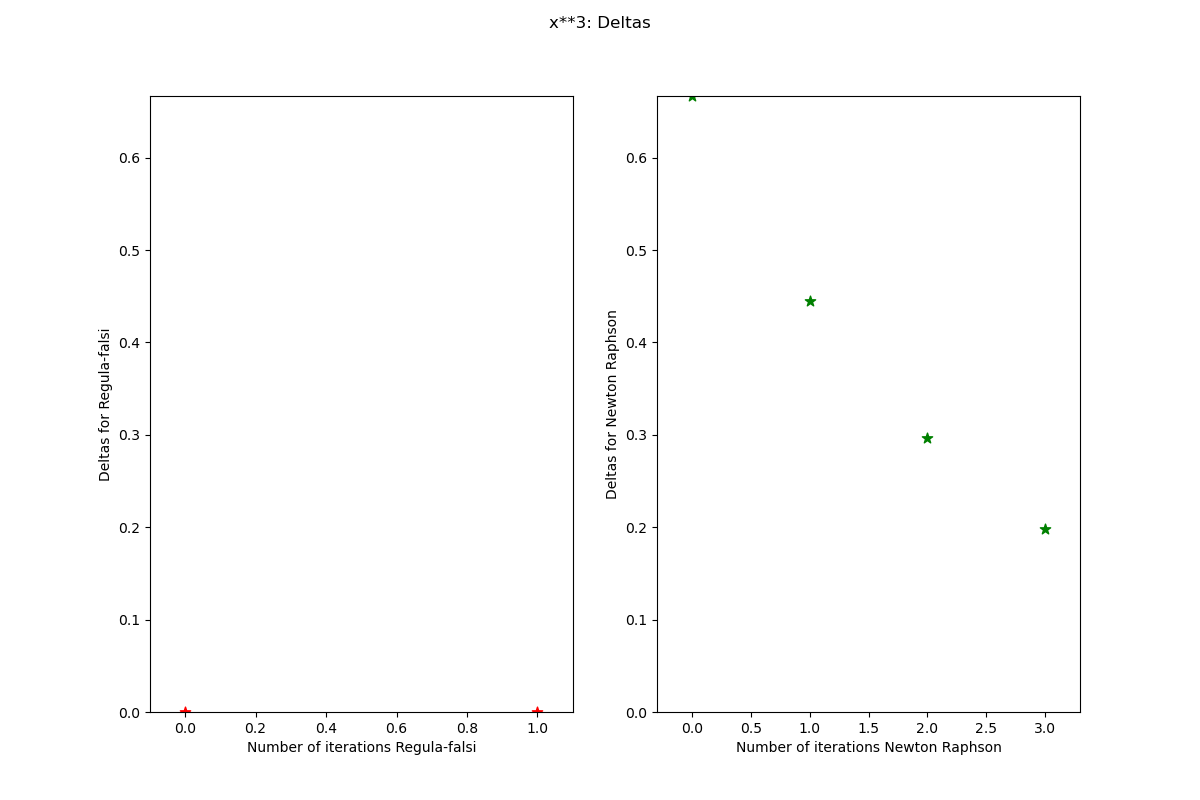 x**3: Deltas
Deltas for Regula-falsi
0.6
0.5
0.4
0.3
0.2
0.1
0.0
0.0 0.2 0.4 0.6 0.8 1.0
Number of iterations Regula-falsi
Deltas for Newton Raphson
0.6
0.5
0.4
0.3
0.2
0.1
0.0
0.0 0.5 1.0 1.5 2.0 2.5 3.0
Number of iterations Newton Raphson